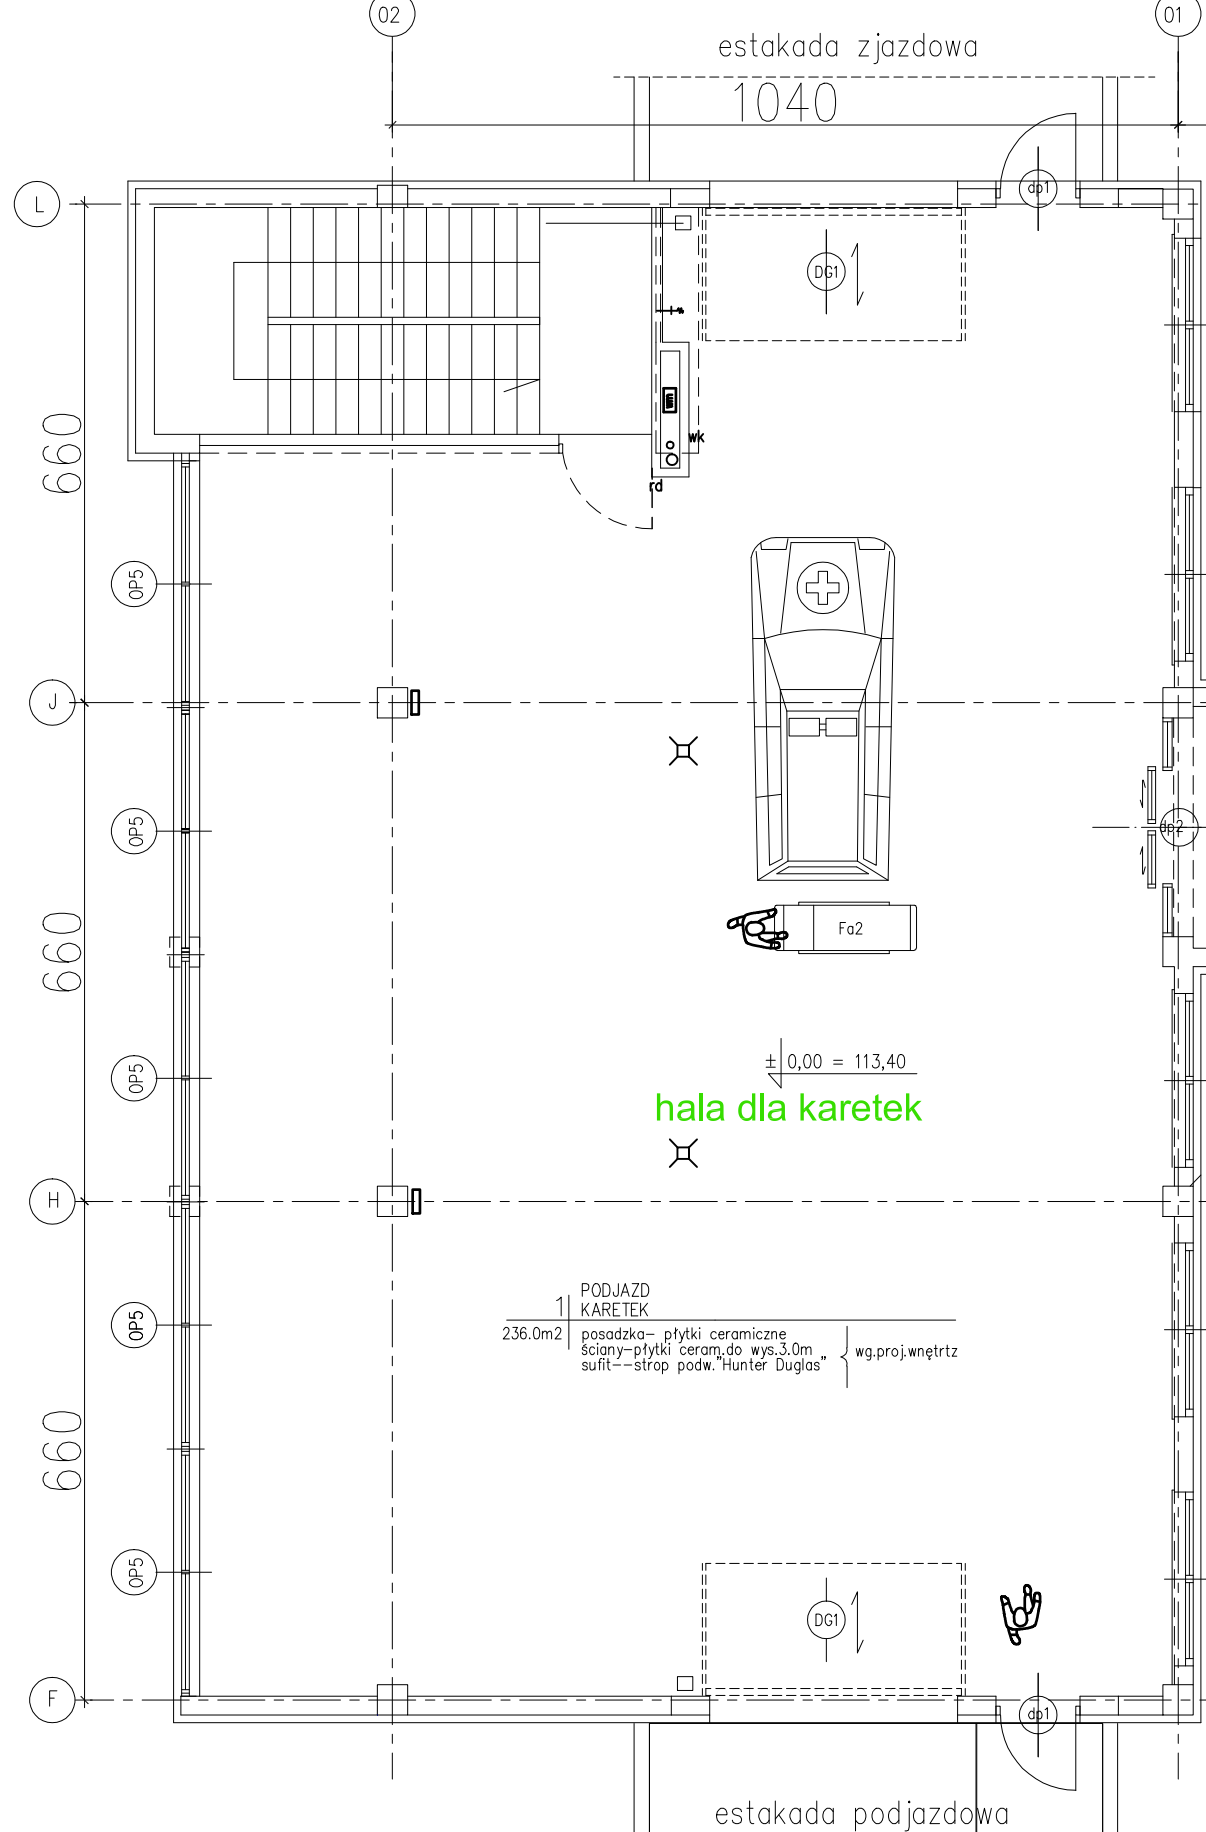 02
01
estakada zjazdowa
1040
L
dp1
DG1
660
wk
rd
OP5
J
OP5
dp2
660
Fa2
± 0,00 = 113,40
OP5
hala dla karetek
H
PODJAZD
1 KARETEK
236.0m2 posadzka- płytki ceramiczne
ściany-płytki ceram.do wys.3.0m
wg.proj.wnętrtz
sufit--strop podw."Hunter Duglas"
OP5
660
OP5
DG1
F
dp1
estakada podjazdowa